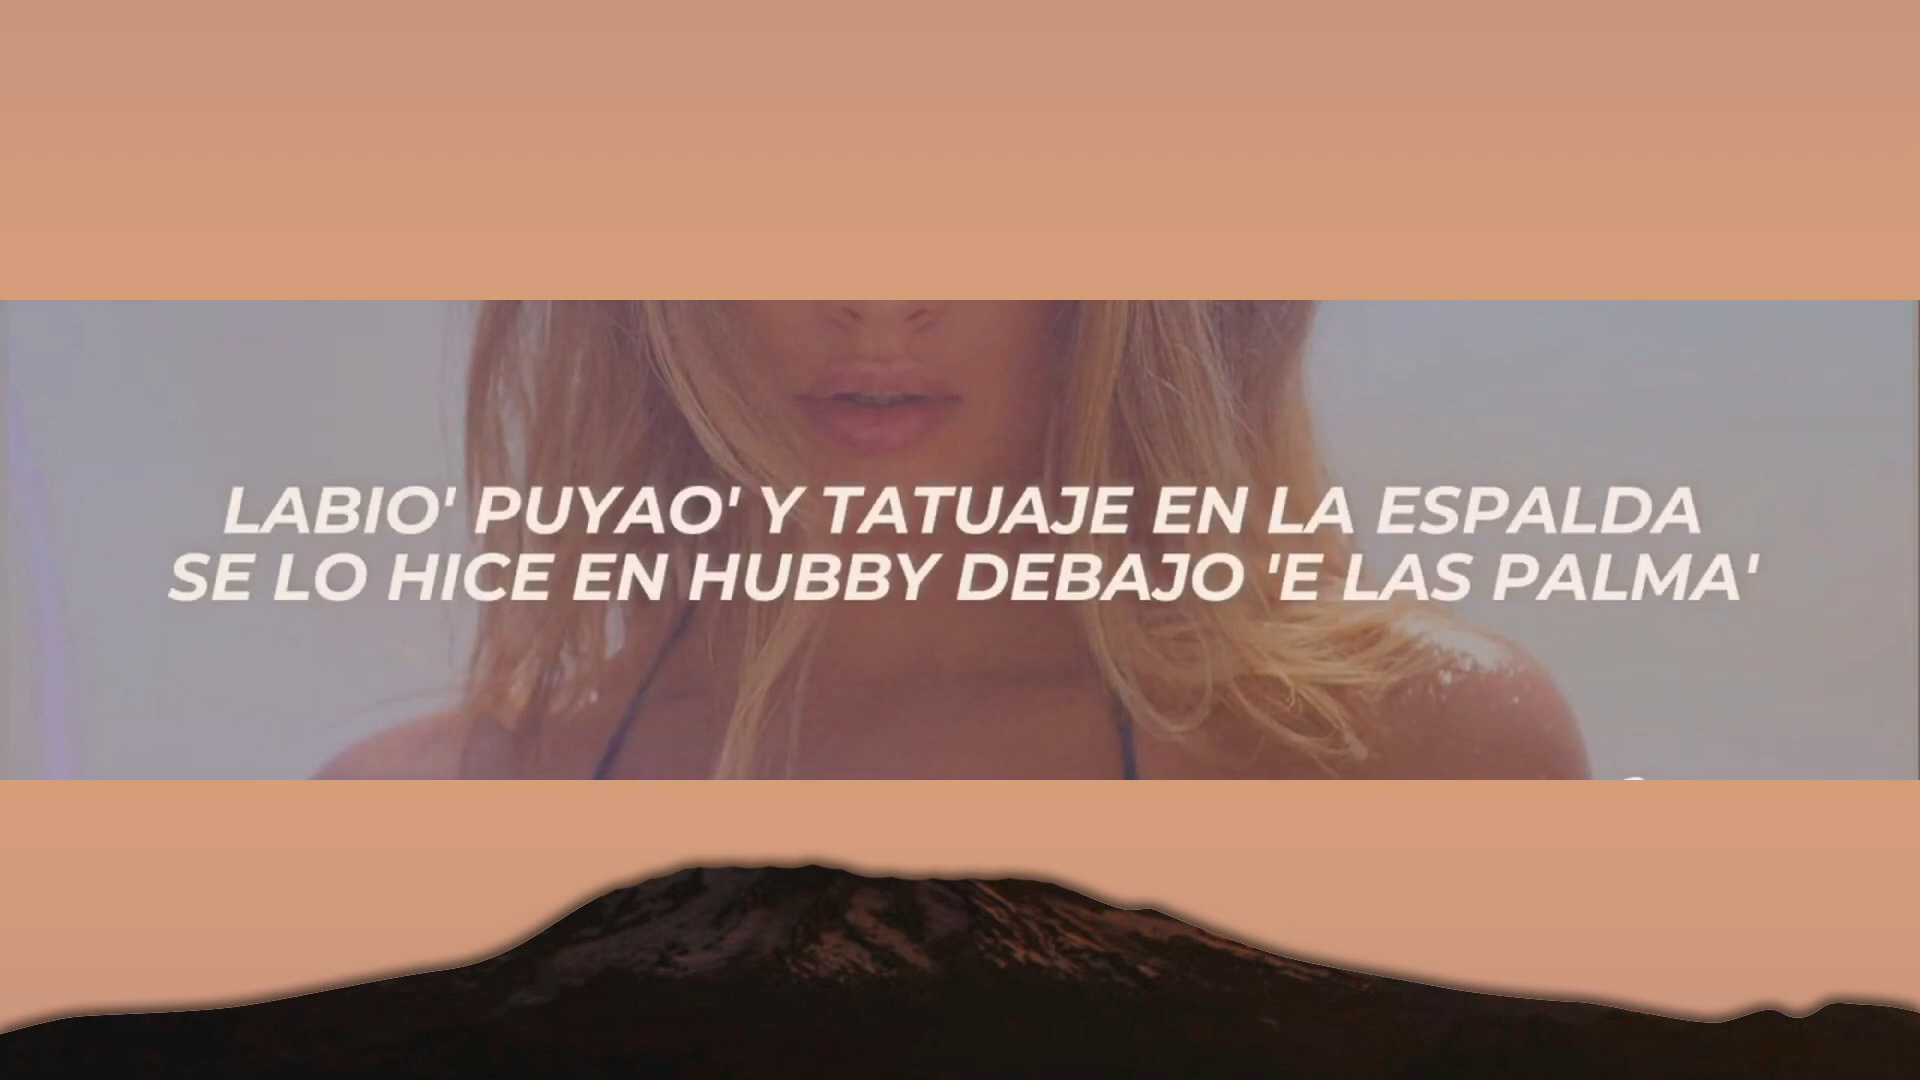 LABIO' PUYAO' Y TATUAJE EN LA ESPALDA
SE LO HICE EN HUBBY DEBAJO 'E LAS PALMA'